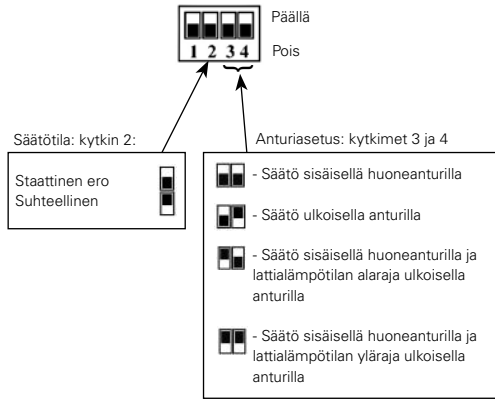 Päällä
1 2 3 4
Pois
Säätötila: kytkin 2:
Staattinen ero
Suhteellinen
Anturiasetus: kytkimet 3 ja 4
- Säätö sisäisellä huoneanturilla
- Säätö ulkoisella anturilla
- Säätö sisäisellä huoneanturilla ja
lattialämpötilan alaraja ulkoisella
anturilla
- Säätö sisäisellä huoneanturilla ja
lattialämpötilan yläraja ulkoisella
anturilla